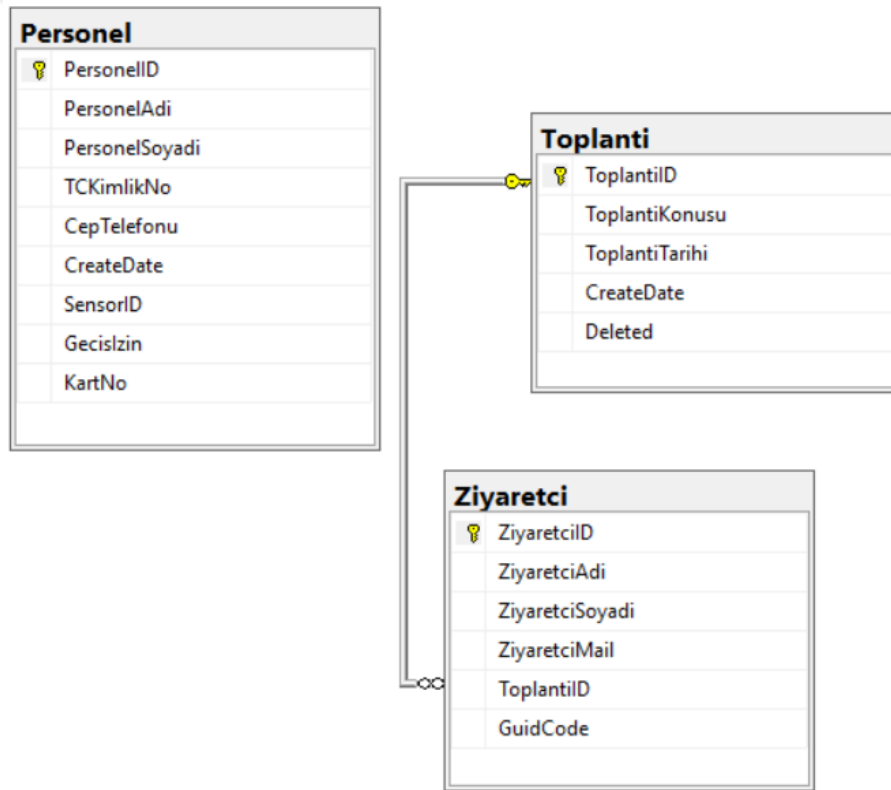 Personel
PersonelID
PersonelAdi
PersonelSoyadi
TCKimlikNo
CepTelefonu
CreateDate
SensorID
GecisIzin
KartNo
Toplanti
ToplantiID
ToplantiKonusu
ToplantiTarihi
CreateDate
Deleted
Ziyaretci
ZiyaretciID
ZiyaretciAdi
ZiyaretciSoyadi
ZiyaretciMail
ToplantiID
GuidCode